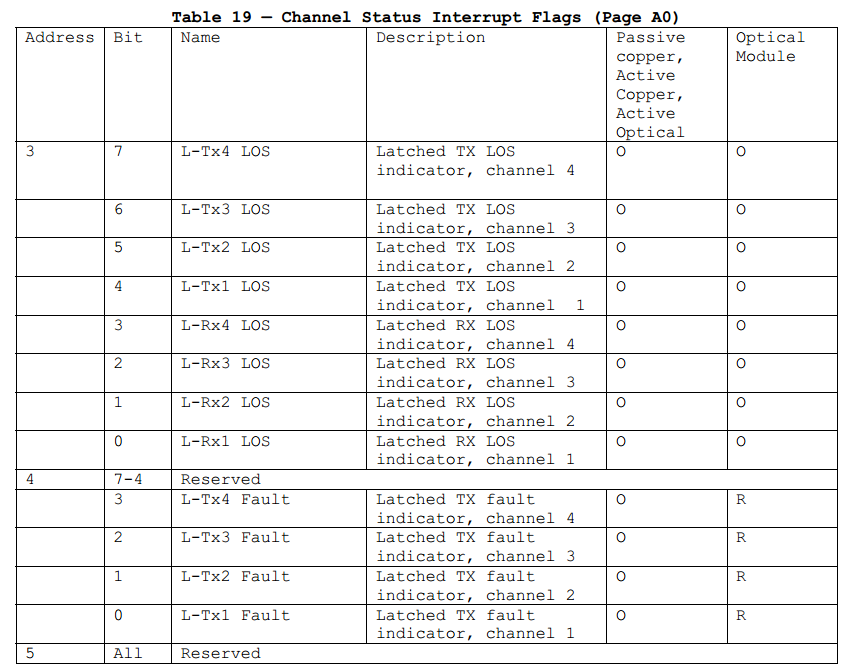 Table 19 — Channel Status Interrupt Flags (Page A0)
Address Bit Name Description Passive copper, Active Copper, Active Optical Optical Module
3 7 L-Tx4 LOS Latched TX LOS indicator, channel 4 O O
6 L-Tx3 LOS Latched TX LOS indicator, channel 3 O O
5 L-Tx2 LOS Latched TX LOS indicator, channel 2 O O
4 L-Tx1 LOS Latched TX LOS indicator, channel 1 O O
3 L-Rx4 LOS Latched RX LOS indicator, channel 4 O O
2 L-Rx3 LOS Latched RX LOS indicator, channel 3 O O
1 L-Rx2 LOS Latched RX LOS indicator, channel 2 O O
0 L-Rx1 LOS Latched RX LOS indicator, channel 1 O O
4 7-4 Reserved
3 L-Tx4 Fault Latched TX fault indicator, channel 4 O R
2 L-Tx3 Fault Latched TX fault indicator, channel 3 O R
1 L-Tx2 Fault Latched TX fault indicator, channel 2 O R
0 L-Tx1 Fault Latched TX fault indicator, channel 1 O R
5 All Reserved